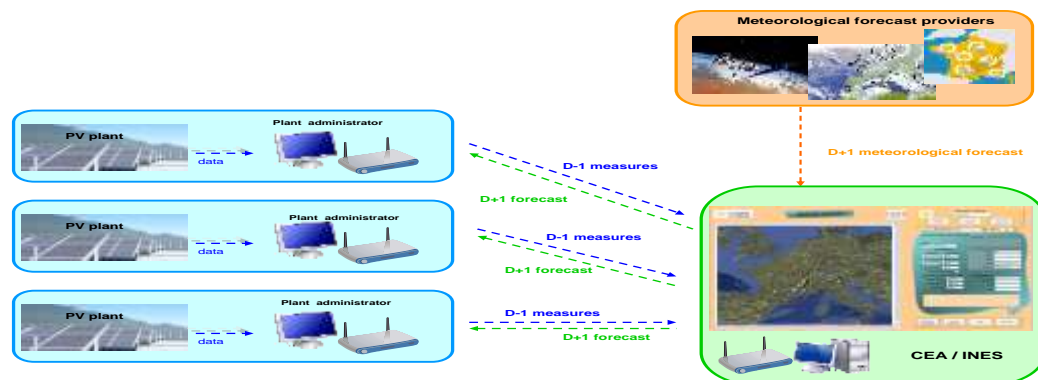 Meteorological forecast providers
D+1 meteorological forecast
PV plant
data
Plant administrator
D-1 measures
D+1 forecast
PV plant
data
Plant administrator
D-1 measures
D+1 forecast
PV plant
data
Plant administrator
D-1 measures
D+1 forecast
CEA / INES